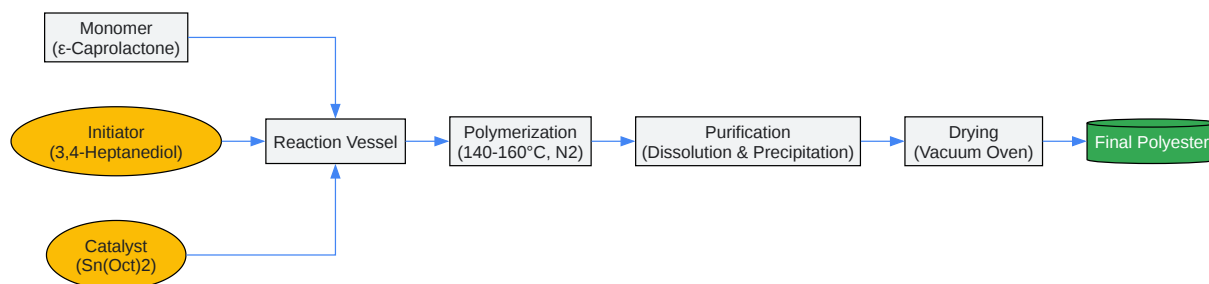 Monomer
(ε-Caprolactone)
Initiator
(3,4-Heptanediol)
Catalyst
(Sn(Oct)2)
Reaction Vessel
Polymerization
(140-160°C, N2)
Purification
(Dissolution & Precipitation)
Drying
(Vacuum Oven)
Final Polyester